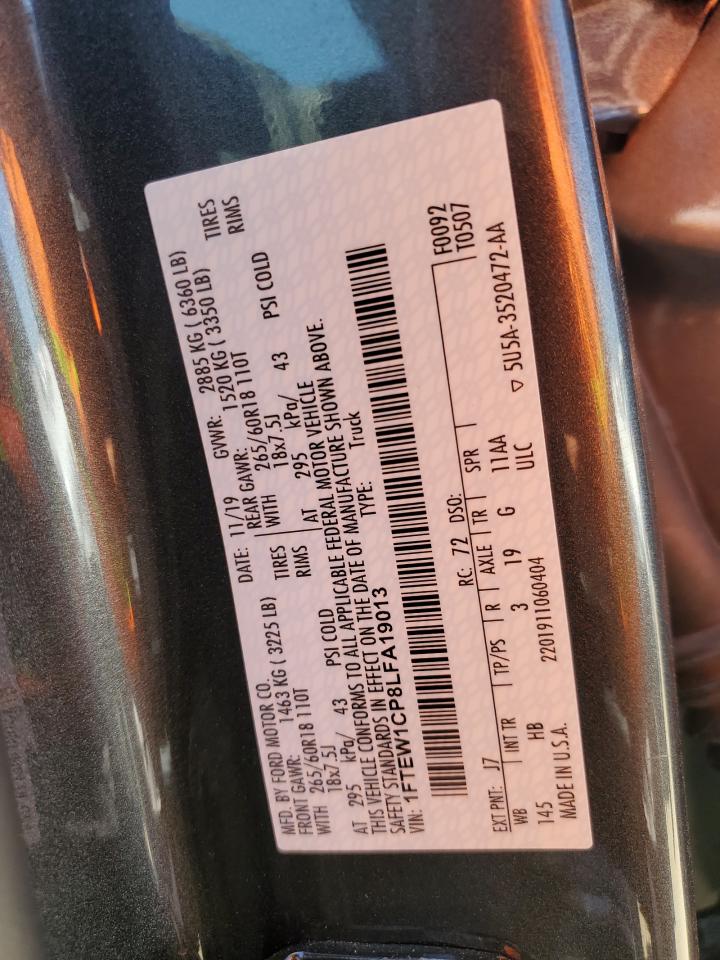 MFD. BY FORD MOTOR CO.
DATE: 11/19 GVWR: 2885 KG ( 6360 LB)
FRONT GAWR: 1463 KG ( 3225 LB) REAR GAWR: 1520 KG ( 3350 LB)
WITH 265/60R18 110T TIRES WITH 265/60R18 110T TIRES
18x7.5J RIMS 18x7.5J RIMS
AT 295 kPa/ 43 PSI COLD AT 295 kPa/ 43 PSI COLD
THIS VEHICLE CONFORMS TO ALL APPLICABLE FEDERAL MOTOR VEHICLE
SAFETY STANDARDS IN EFFECT ON THE DATE OF MANUFACTURE SHOWN ABOVE.
VIN: 1FTEW1CP8LFA19013 TYPE: Truck
F0092
T0507
EXT PNT: J7 RC: 72 DSO:
WB INT TR TP/PS R AXLE TR SPR
145 HB 3 19 G 11AA
2201911060404 ULC
MADE IN U.S.A. ▽ 5U5A-3520472-AA